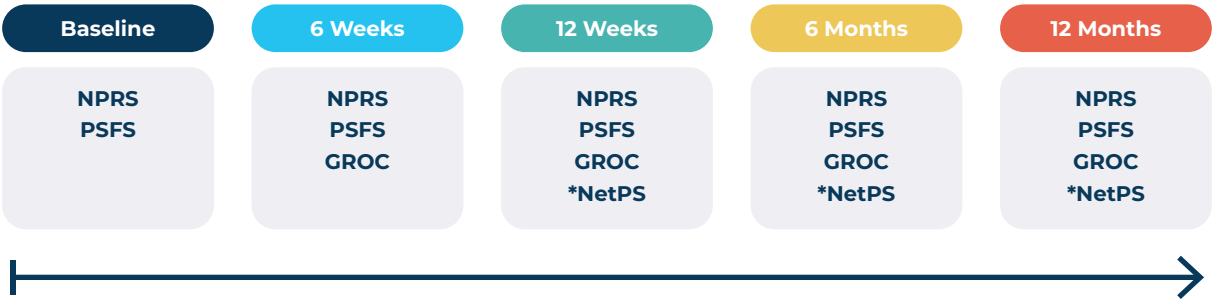 Baseline
NPRS
PSFS
6 Weeks
NPRS
PSFS
GROC
12 Weeks
NPRS
PSFS
GROC
*NetPS
6 Months
NPRS
PSFS
GROC
*NetPS
12 Months
NPRS
PSFS
GROC
*NetPS